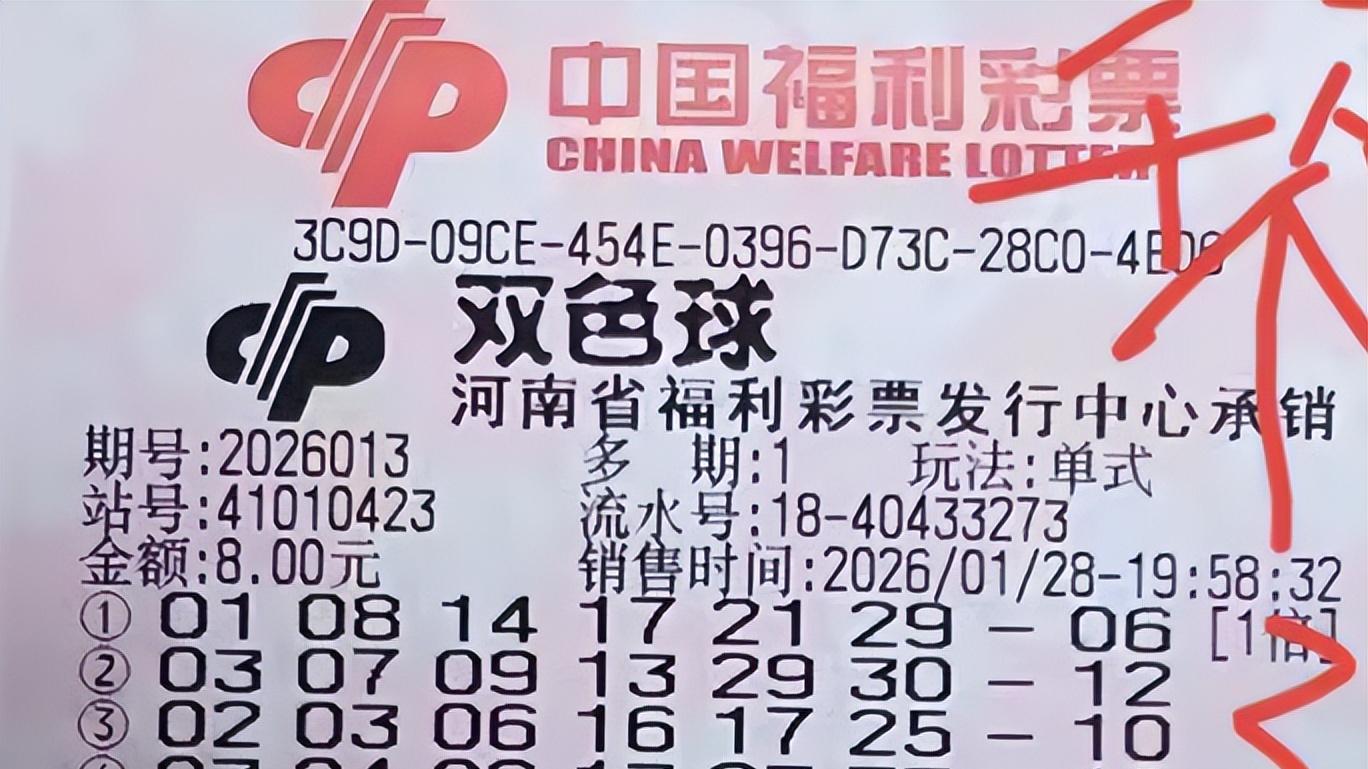 中国福利彩票
CHINA WELFARE LOTTERY
3C9D-09CE-454E-0396-D73C-28C0-4
双色球
河南省福利彩票发行中心承销
期号:2026013 多 期:1 玩法:单式
站号:41010423 流水号:18-40433273
金额:8.00元 销售时间:2026/01/28-19:58:32
① 01 08 14 17 21 29 - 06 [1倍]
② 03 07 09 13 29 30 - 12
③ 02 03 06 16 17 25 - 10